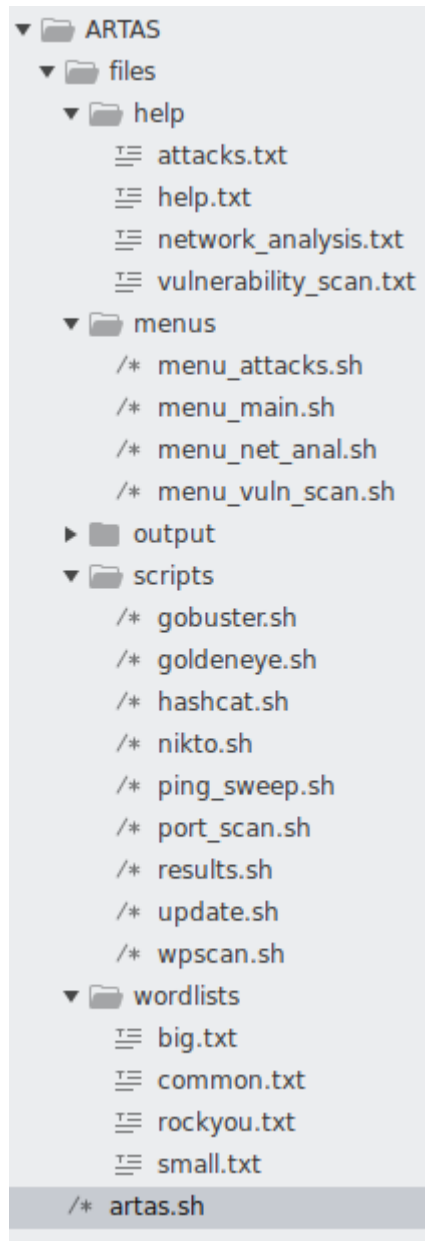 ARTAS
files
help
attacks.txt
help.txt
network_analysis.txt
vulnerability_scan.txt
menus
/* menu_attacks.sh
/* menu_main.sh
/* menu_net_anal.sh
/* menu_vuln_scan.sh
output
scripts
/* gobuster.sh
/* goldeneye.sh
/* hashcat.sh
/* nikto.sh
/* ping_sweep.sh
/* port_scan.sh
/* results.sh
/* update.sh
/* wpscan.sh
wordlists
big.txt
common.txt
rockyou.txt
small.txt
/* artas.sh